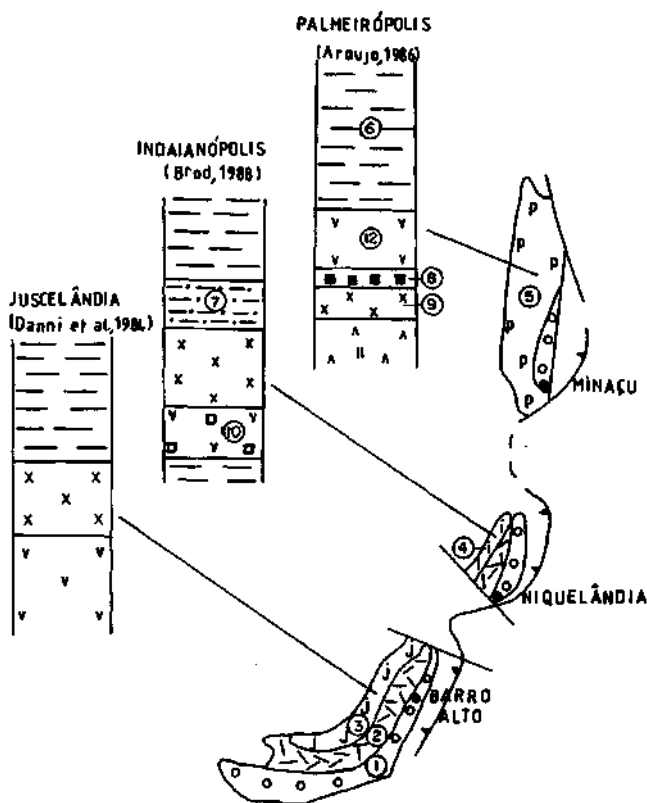 PALMEIRÓPOLIS
(Araujo, 1986)
6
12
8
9
INDAIANÓPOLIS
(Brod, 1988)
7
10
JUSCELÂNDIA
(Danni et al, 1984)
P
P
P
P
P
P
5
MINAÇU
4
NIQUELÂNDIA
J
J
J
J
BARRO
ALTO
3
2
1